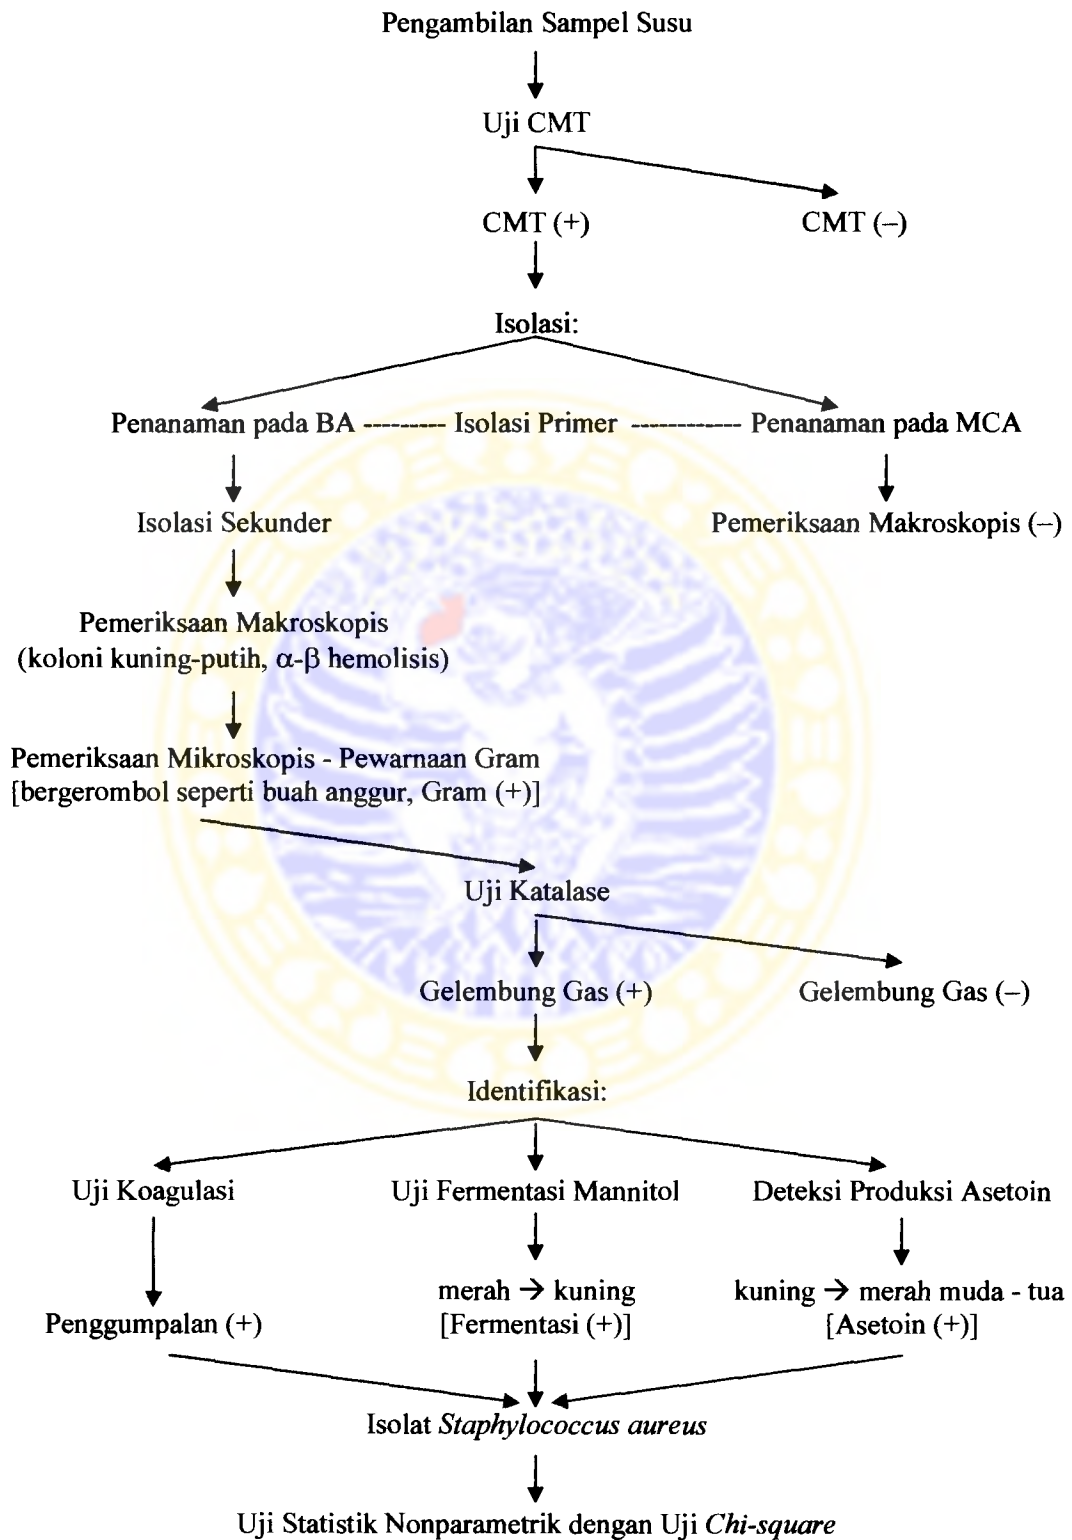 Pengambilan Sampel Susu
Uji CMT
CMT (+) CMT (–)
Isolasi:
Penanaman pada BA --------- Isolasi Primer ------------ Penanaman pada MCA
Isolasi Sekunder Pemeriksaan Makroskopis (–)
Pemeriksaan Makroskopis
(koloni kuning-putih, α-β hemolisis)
Pemeriksaan Mikroskopis - Pewarnaan Gram
[bergerombol seperti buah anggur, Gram (+)]
Uji Katalase
Gelembung Gas (+) Gelembung Gas (–)
Identifikasi:
Uji Koagulasi Uji Fermentasi Mannitol Deteksi Produksi Asetoin
merah → kuning kuning → merah muda - tua
Penggumpalan (+) [Fermentasi (+)] [Asetoin (+)]
Isolat Staphylococcus aureus
Uji Statistik Nonparametrik dengan Uji Chi-square